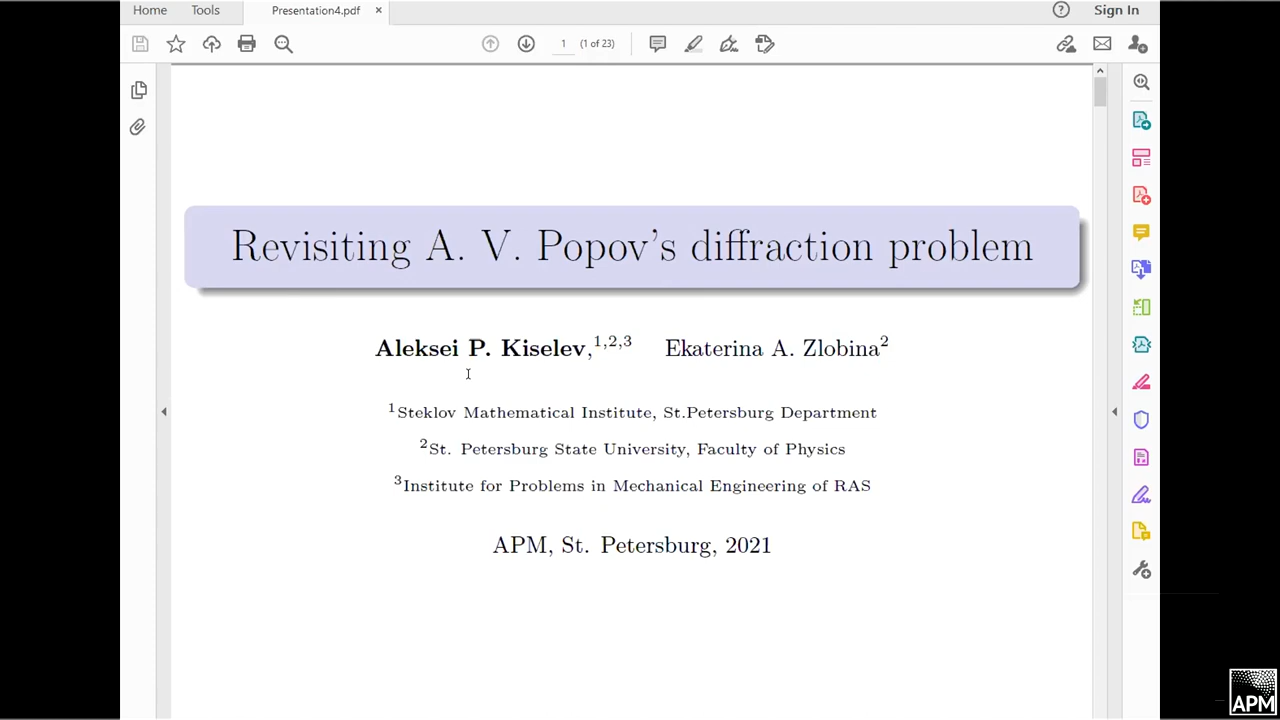 Home Tools Presentation4.pdf × ? Sign In
1 (1 of 23)
Revisiting A. V. Popov's diffraction problem
Aleksei P. Kiselev,1,2,3 Ekaterina A. Zlobina2
1Steklov Mathematical Institute, St.Petersburg Department
2St. Petersburg State University, Faculty of Physics
3Institute for Problems in Mechanical Engineering of RAS
APM, St. Petersburg, 2021
APM